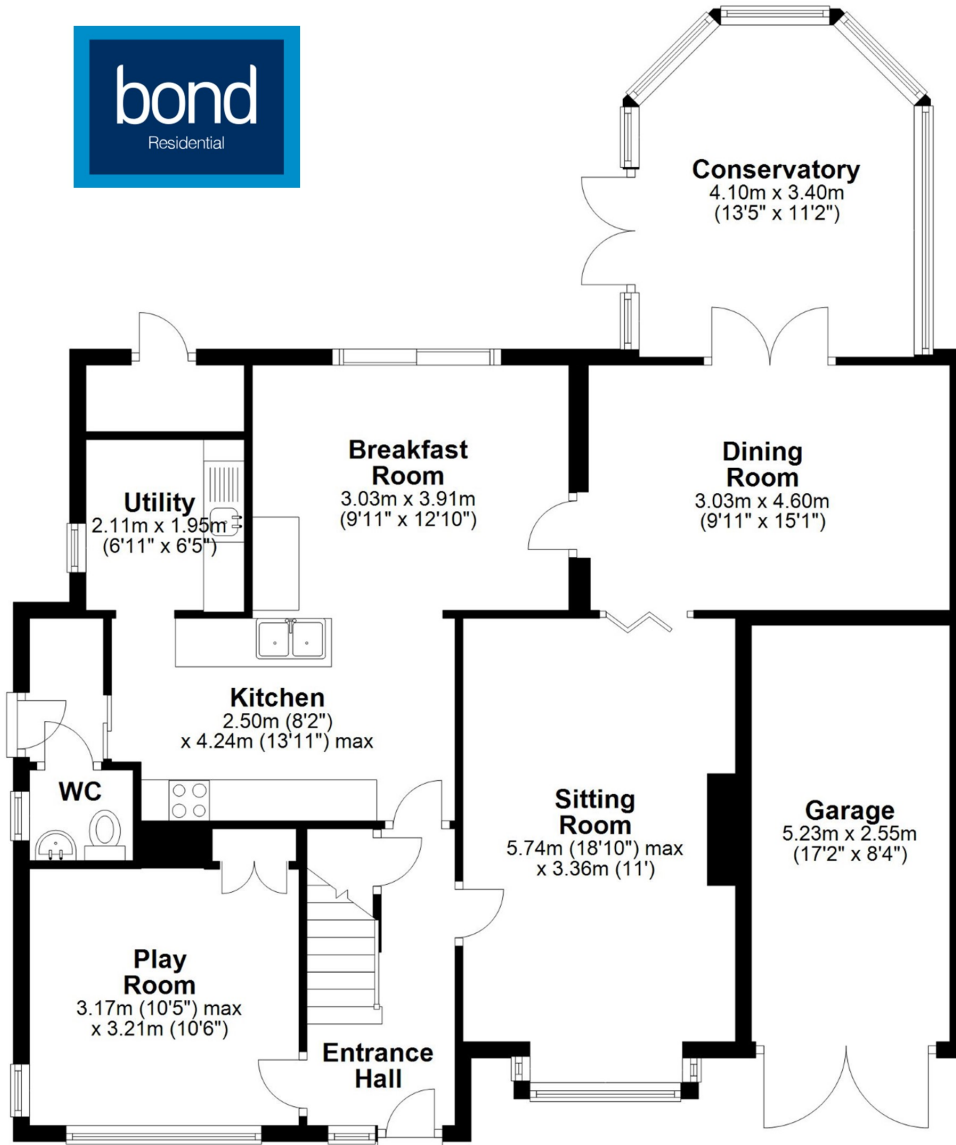 bond
Residential
Conservatory
4.10m x 3.40m
(13'5" x 11'2")
Breakfast
Room
3.03m x 3.91m
(9'11" x 12'10")
Dining
Room
3.03m x 4.60m
(9'11" x 15'1")
Utility
2.11m x 1.95m
(6'11" x 6'5")
Kitchen
2.50m (8'2")
x 4.24m (13'11") max
WC
Sitting
Room
5.74m (18'10") max
x 3.36m (11')
Garage
5.23m x 2.55m
(17'2" x 8'4")
Play
Room
3.17m (10'5") max
x 3.21m (10'6")
Entrance
Hall